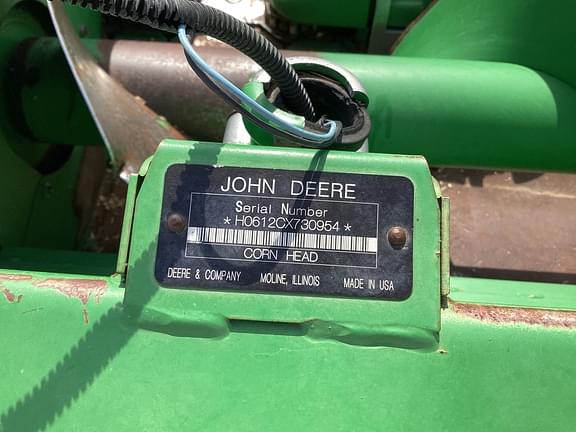 JOHN DEERE
Serial Number
*H0612CX730954*
CORN HEAD
DEERE & COMPANY MOLINE, ILLINOIS MADE IN USA